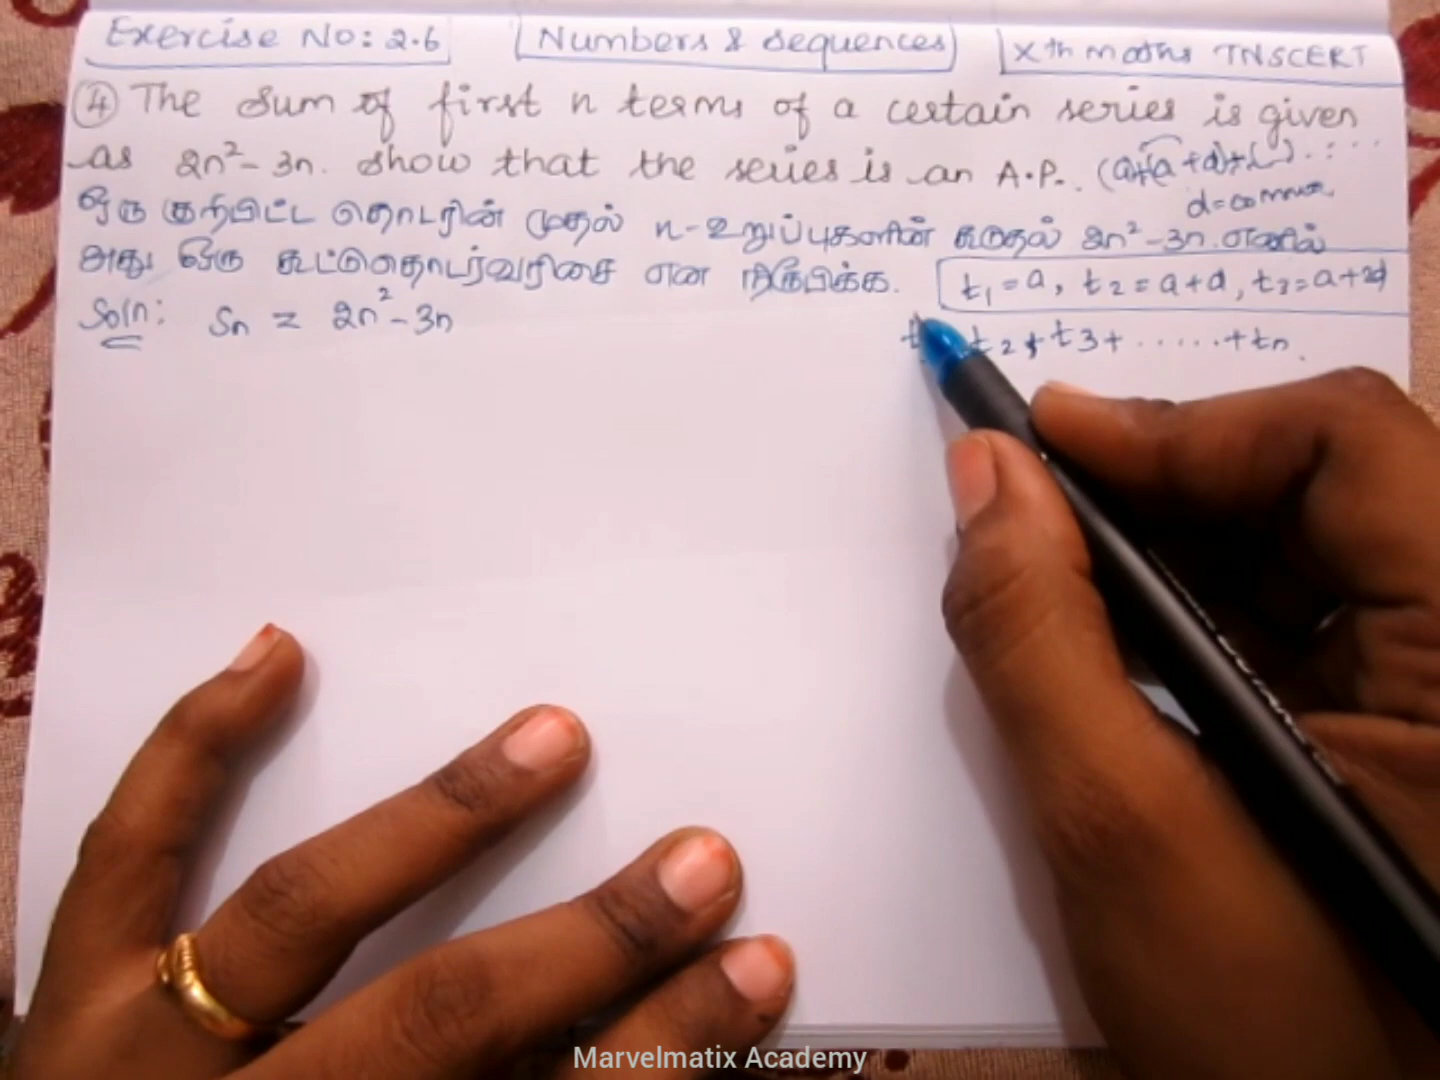 Exercise No: 2.6 Numbers & Sequences Xth maths TNSCERT
④ The Sum of first n terms of a certain series is given
as 2n² - 3n. Show that the series is an A.P.. (a)+(a+d)+(
d = common
ஒரு குறிப்பிட்ட தொடரின் முதல் n-உறுப்புகளின் கூடுதல் 2n² - 3n. எனில்
அது ஒரு கூட்டுதொடர்வரிசை என நிரூபிக்க.
t₁ = a, t₂ = a+d, t₃ = a+2d
Soln: Sn = 2n² - 3n
t₂ + t₃ + ...... + tn.
Marvelmatix Academy